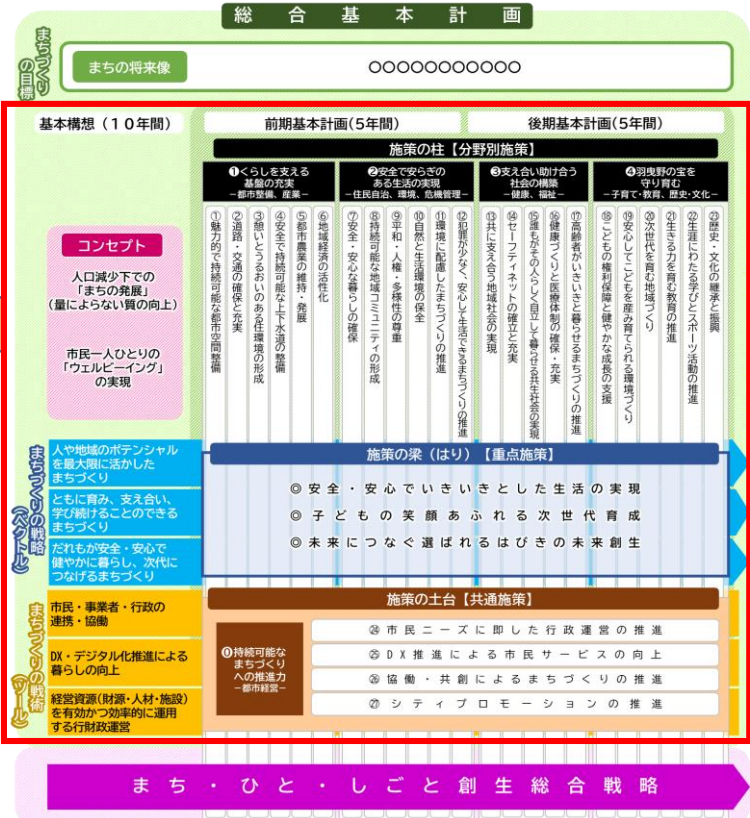 総合基本計画
まちづくりの目標
まちの将来像
○○○○○○○○○○○
基本構想（１０年間）
前期基本計画(5年間)
後期基本計画(5年間)
施策の柱【分野別施策】
❶くらしを支える
基盤の充実
－都市整備、産業－
❷安全で安らぎの
ある生活の実現
－住民自治、環境、危機管理－
❸支え合い助け合う
社会の構築
－健康、福祉－
❹羽曳野の宝を
守り育む
－子育て・教育、歴史・文化－
コンセプト
人口減少下での
「まちの発展」
（量によらない質の向上）
市民一人ひとりの
「ウェルビーイング」
の実現
①魅力的で持続可能な都市空間整備
②道路・交通の確保と充実
③憩いとうるおいのある住環境の形成
④安全で持続可能な上下水道の整備
⑤都市農業の維持・発展
⑥地域経済の活性化
⑦安全・安心な暮らしの確保
⑧持続可能な地域コミュニティの形成
⑨平和・人権・多様性の尊重
⑩自然と生活環境の保全
⑪環境に配慮したまちづくりの推進
⑫犯罪が少なく、安心して生活できるまちづくりの推進
⑬共に支え合う地域社会の実現
⑭セーフティネットの確立と充実
⑮誰もがその人らしく自立して暮らせる共生社会の実現
⑯健康づくりと医療体制の確保・充実
⑰高齢者がいきいきと暮らせるまちづくりの推進
⑱こどもの権利保障と健やかな成長の支援
⑲安心してこどもを産み育てられる環境づくり
⑳次世代を育む地域づくり
㉑生きる力を育む教育の推進
㉒生涯にわたる学びとスポーツ活動の推進
㉓歴史・文化の継承と振興
まちづくりの戦略
（ベクトル）
人や地域のポテンシャル
を最大限に活かした
まちづくり
ともに育み、支え合い、
学び続けることのできる
まちづくり
だれもが安全・安心で
健やかに暮らし、次代に
つなげるまちづくり
施策の梁（はり）【重点施策】
◎安全・安心でいきいきとした生活の実現
◎子どもの笑顔あふれる次世代育成
◎未来につなぐ選ばれるはびきの未来創生
まちづくりの戦術
（ツール）
市民・事業者・行政の
連携・協働
DX・デジタル化推進による
暮らしの向上
経営資源（財源・人材・施設）
を有効かつ効率的に運用
する行財政運営
施策の土台【共通施策】
⓿持続可能な
まちづくり
への推進力
－都市経営－
㉔市民ニーズに即した行政運営の推進
㉕DX推進による市民サービスの向上
㉖協働・共創によるまちづくりの推進
㉗シティプロモーションの推進
まち・ひと・しごと創生総合戦略